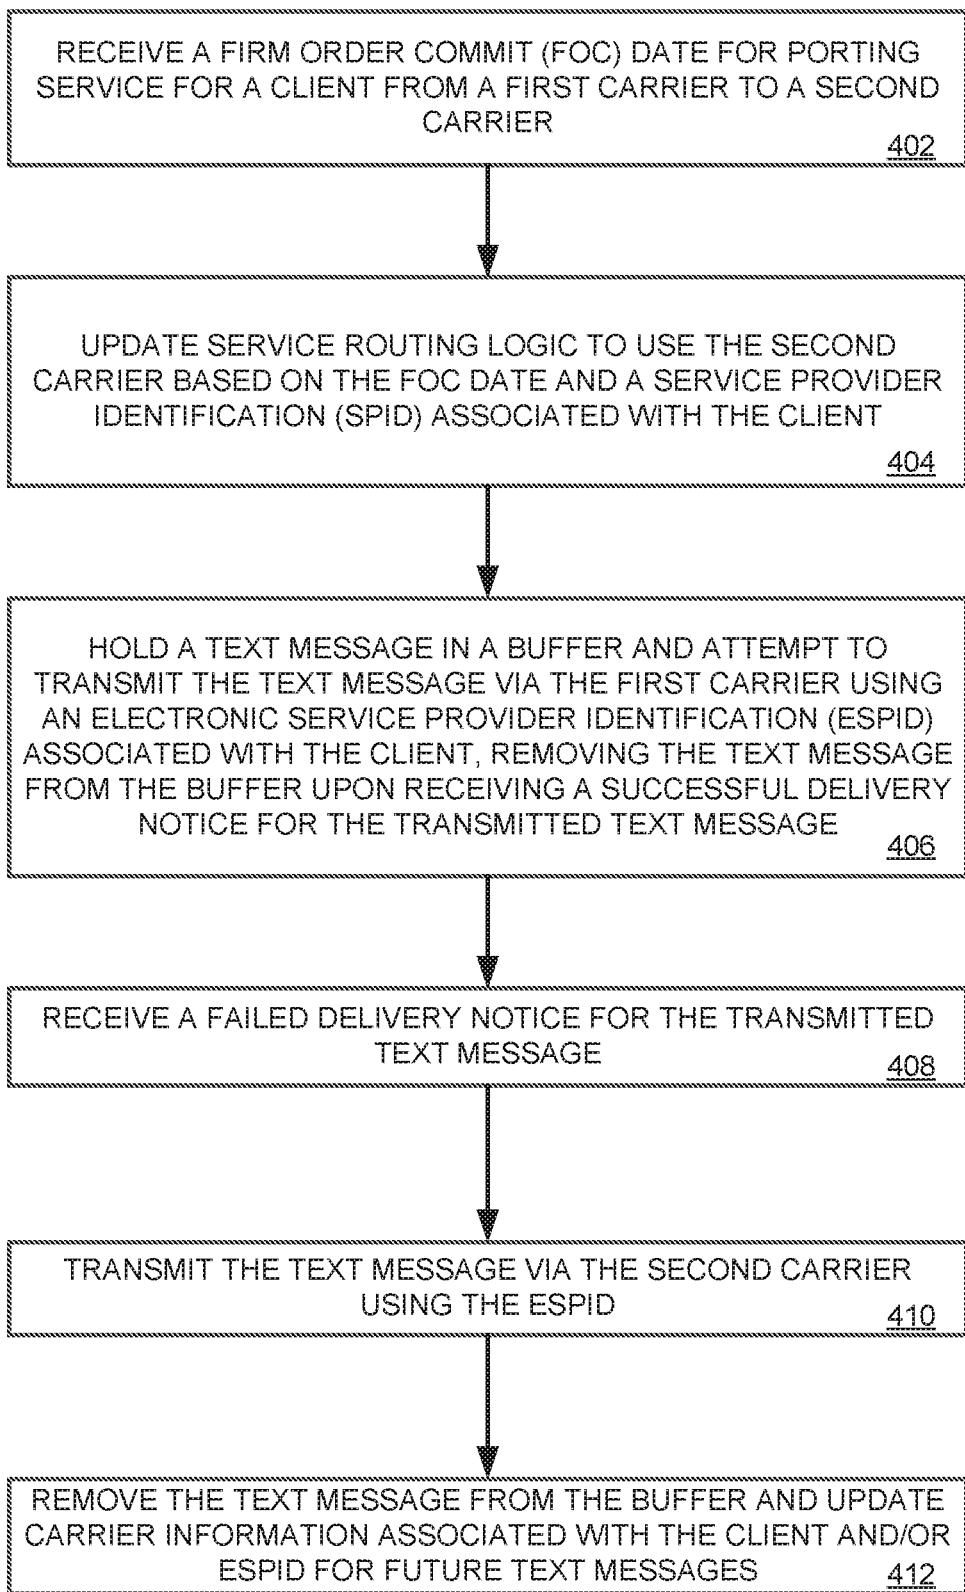 RECEIVE A FIRM ORDER COMMIT (FOC) DATE FOR PORTING
SERVICE FOR A CLIENT FROM A FIRST CARRIER TO A SECOND
CARRIER
402
UPDATE SERVICE ROUTING LOGIC TO USE THE SECOND
CARRIER BASED ON THE FOC DATE AND A SERVICE PROVIDER
IDENTIFICATION (SPID) ASSOCIATED WITH THE CLIENT
404
HOLD A TEXT MESSAGE IN A BUFFER AND ATTEMPT TO
TRANSMIT THE TEXT MESSAGE VIA THE FIRST CARRIER USING
AN ELECTRONIC SERVICE PROVIDER IDENTIFICATION (ESPID)
ASSOCIATED WITH THE CLIENT, REMOVING THE TEXT MESSAGE
FROM THE BUFFER UPON RECEIVING A SUCCESSFUL DELIVERY
NOTICE FOR THE TRANSMITTED TEXT MESSAGE
406
RECEIVE A FAILED DELIVERY NOTICE FOR THE TRANSMITTED
TEXT MESSAGE
408
TRANSMIT THE TEXT MESSAGE VIA THE SECOND CARRIER
USING THE ESPID
410
REMOVE THE TEXT MESSAGE FROM THE BUFFER AND UPDATE
CARRIER INFORMATION ASSOCIATED WITH THE CLIENT AND/OR
ESPID FOR FUTURE TEXT MESSAGES
412